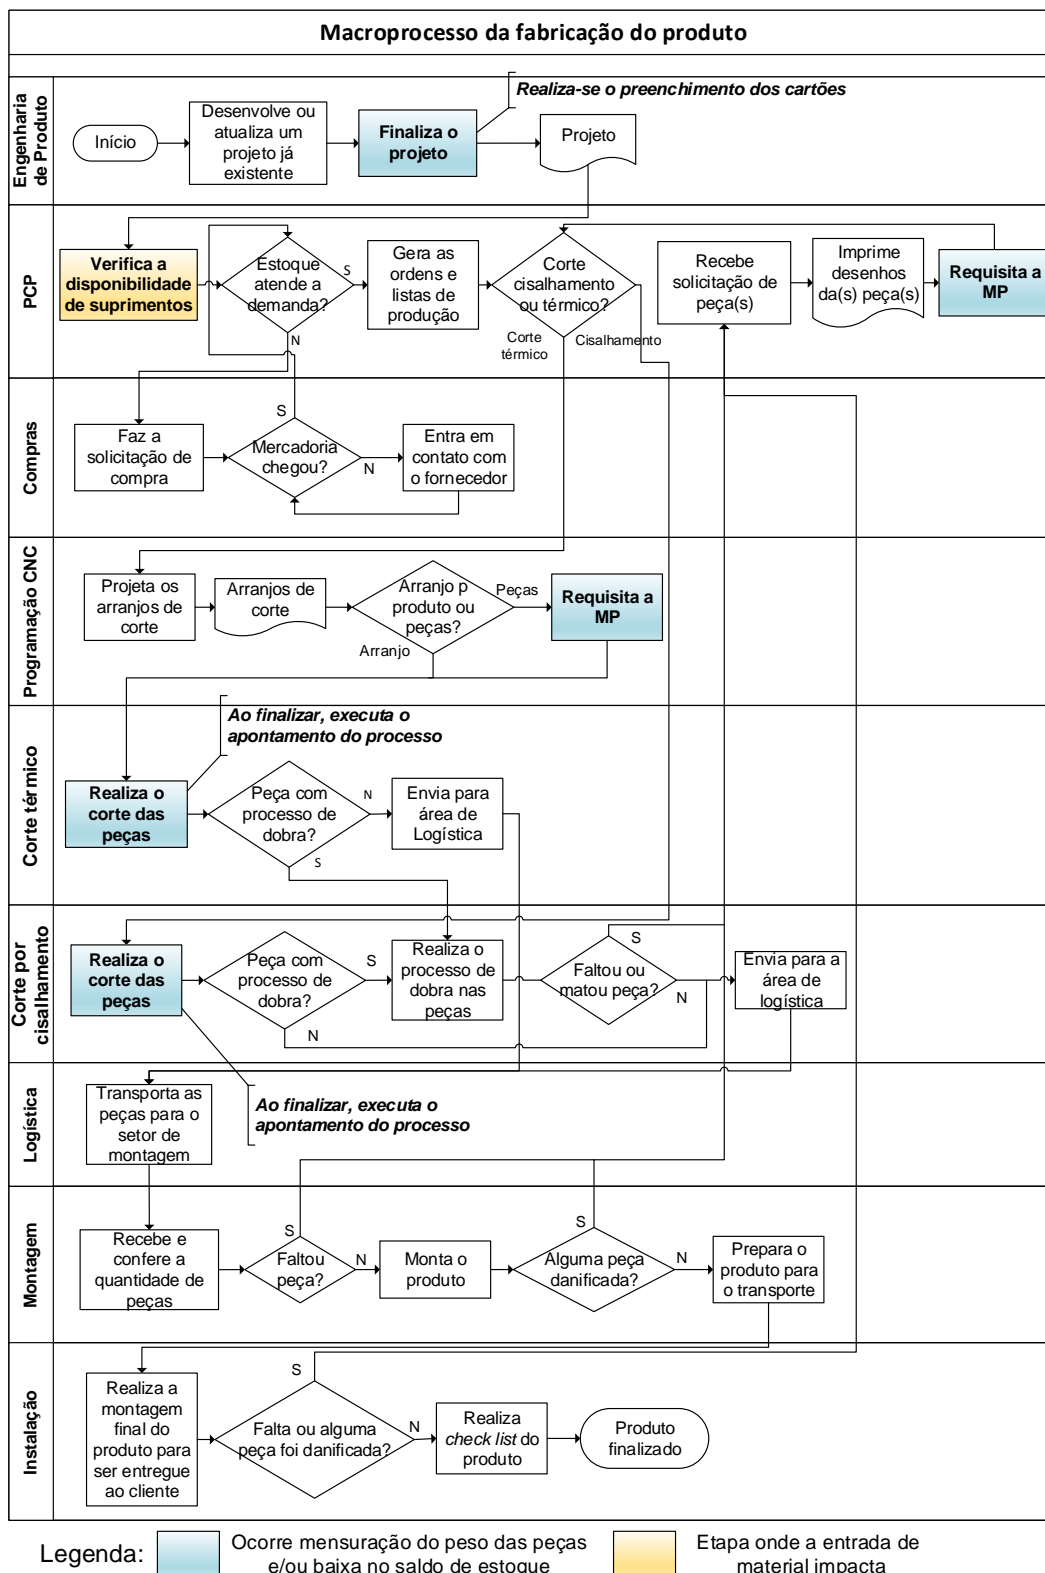 Macroprocesso da fabricação do produto
Engenharia
de Produto
Início
Desenvolve ou
atualiza um
projeto já
existente
Finaliza o
projeto
Realiza-se o preenchimento dos cartões
Projeto
PCP
Verifica a
disponibilidade
de suprimentos
Estoque
atende a
demanda?
S
N
Gera as
ordens e
listas de
produção
Corte
cisalhamento
ou térmico?
Corte
térmico
Cisalhamento
Recebe
solicitação de
peça(s)
Imprime
desenhos
da(s) peça(s)
Requisita a
MP
Compras
Faz a
solicitação de
compra
S
Mercadoria
chegou?
N
Entra em
contato com
o fornecedor
Programação CNC
Projeta os
arranjos de
corte
Arranjos de
corte
Arranjo p
produto ou
peças?
Peças
Arranjo
Requisita a
MP
Corte térmico
Ao finalizar, executa o
apontamento do processo
Realiza o
corte das
peças
Peça com
processo de
dobra?
N
S
Envia para
área de
Logística
Corte por
cisalhamento
Realiza o
corte das
peças
Peça com
processo de
dobra?
S
N
Realiza o
processo de
dobra nas
peças
S
Faltou ou
matou peça?
N
Envia para a
área de
logística
Logística
Transporta as
peças para o
setor de
montagem
Ao finalizar, executa o
apontamento do processo
Montagem
Recebe e
confere a
quantidade de
peças
S
Faltou
peça?
N
Monta o
produto
S
Alguma peça
danificada?
N
Prepara o
produto para
o transporte
Instalação
Realiza a
montagem
final do
produto para
ser entregue
ao cliente
S
Falta ou alguma
peça foi danificada?
N
Realiza
check list do
produto
Produto
finalizado
Legenda:
Ocorre mensuração do peso das peças
e/ou baixa no saldo de estoque
Etapa onde a entrada de
material impacta